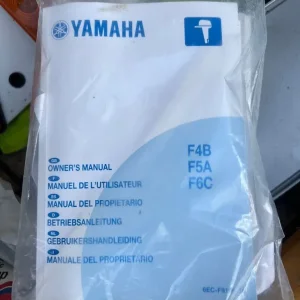 YAMAHA
F4B
F5A
F6C
OWNER'S MANUAL
MANUEL DE L'UTILISATEUR
MANUAL DEL PROPIETARIO
BETRIEBSANLEITUNG
GEBRUIKERSHANDLEIDING
MANUALE DEL PROPRIETARIO